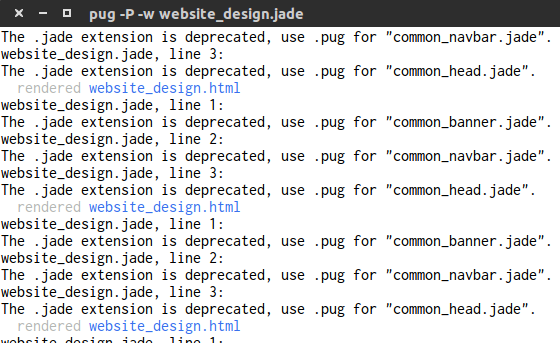 pug -P -w website_design.jade
The .jade extension is deprecated, use .pug for "common_navbar.jade".
website_design.jade, line 3:
The .jade extension is deprecated, use .pug for "common_head.jade".
rendered website_design.html
website_design.jade, line 1:
The .jade extension is deprecated, use .pug for "common_banner.jade".
website_design.jade, line 2:
The .jade extension is deprecated, use .pug for "common_navbar.jade".
website_design.jade, line 3:
The .jade extension is deprecated, use .pug for "common_head.jade".
rendered website_design.html
website_design.jade, line 1:
The .jade extension is deprecated, use .pug for "common_banner.jade".
website_design.jade, line 2:
The .jade extension is deprecated, use .pug for "common_navbar.jade".
website_design.jade, line 3:
The .jade extension is deprecated, use .pug for "common_head.jade".
rendered website_design.html
website_design.jade, line 1: